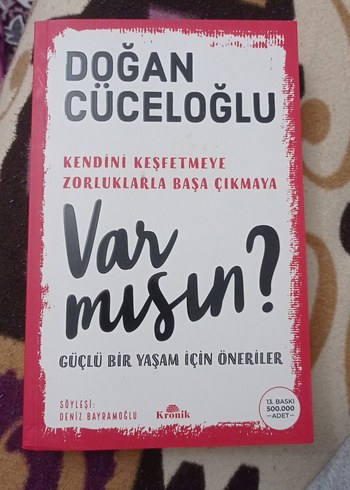 DOĞAN
CÜCELOĞLU
KENDİNİ KEŞFETMEYE
ZORLUKLARLA BAŞA ÇIKMAYA
Var
mısın?
GÜÇLÜ BİR YAŞAM İÇİN ÖNERİLER
SÖYLEŞİ:
DENİZ BAYRAMOĞLU
Kronik
13. BASKI
500.000
ADET